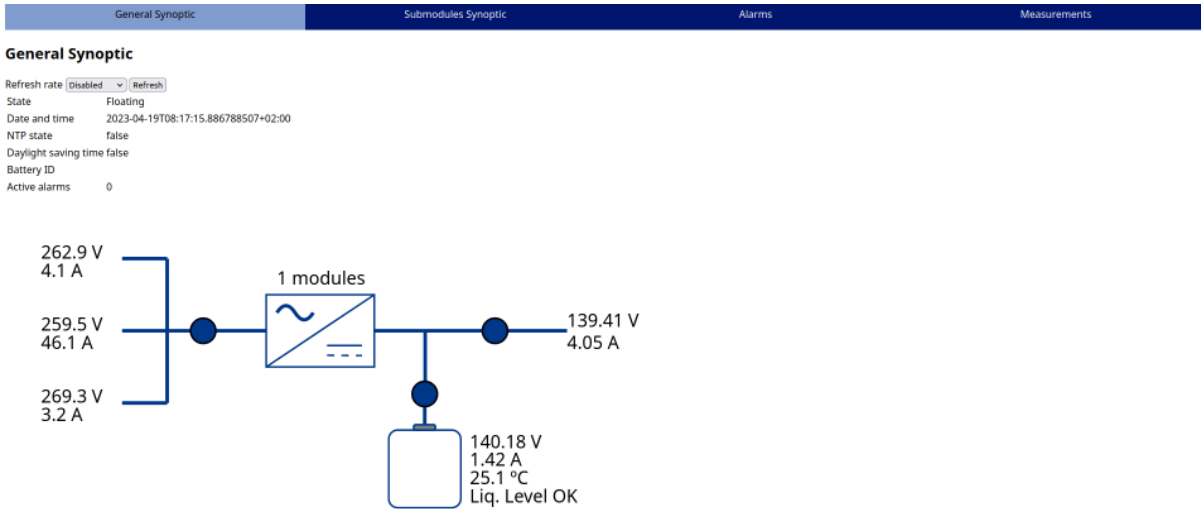 General Synoptic Submodules Synoptic Alarms Measurements
General Synoptic
Refresh rate Disabled Refresh
State Floating
Date and time 2023-04-19T08:17:15.886788507+02:00
NTP state false
Daylight saving time false
Battery ID
Active alarms 0
262.9 V
4.1 A
1 modules
259.5 V
46.1 A
139.41 V
4.05 A
269.3 V
3.2 A
140.18 V
1.42 A
25.1 ºC
Liq. Level OK